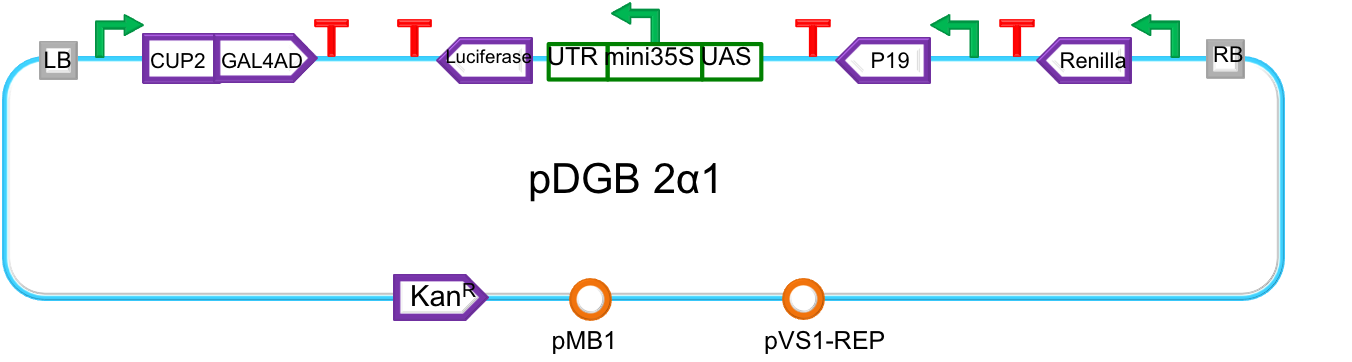 LB
CUP2
GAL4AD
Luciferase
UTR
mini35S
UAS
P19
Renilla
RB
pDGB 2α1
Kan^R
pMB1
pVS1-REP